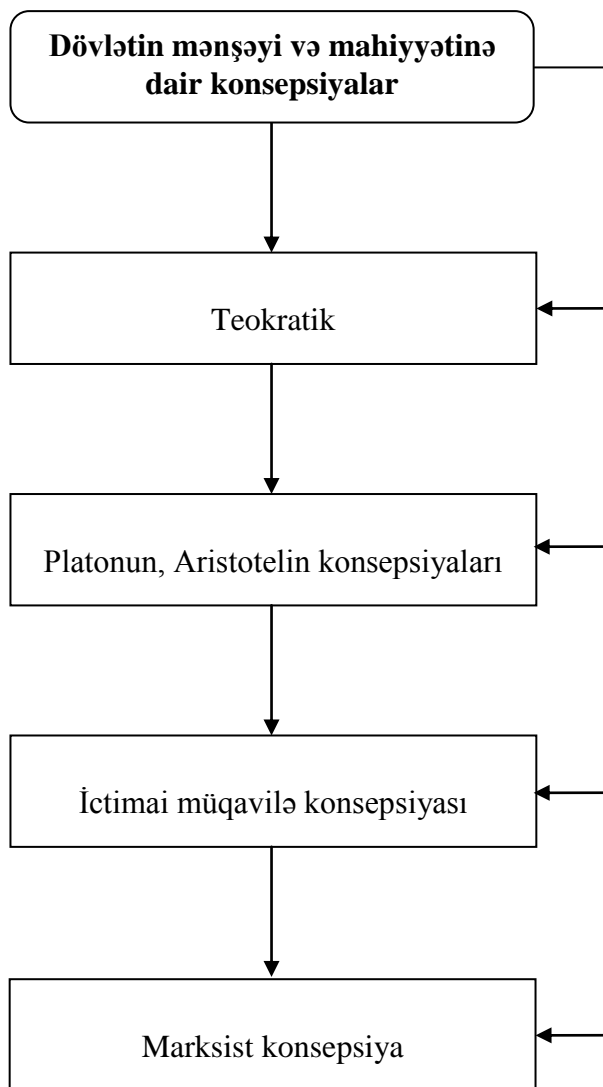 Dövlətin mənşəyi və mahiyyətinə
dair konsepsiyalar
Teokratik
Platonun, Aristotelin konsepsiyaları
İctimai müqavilə konsepsiyası
Marksist konsepsiya